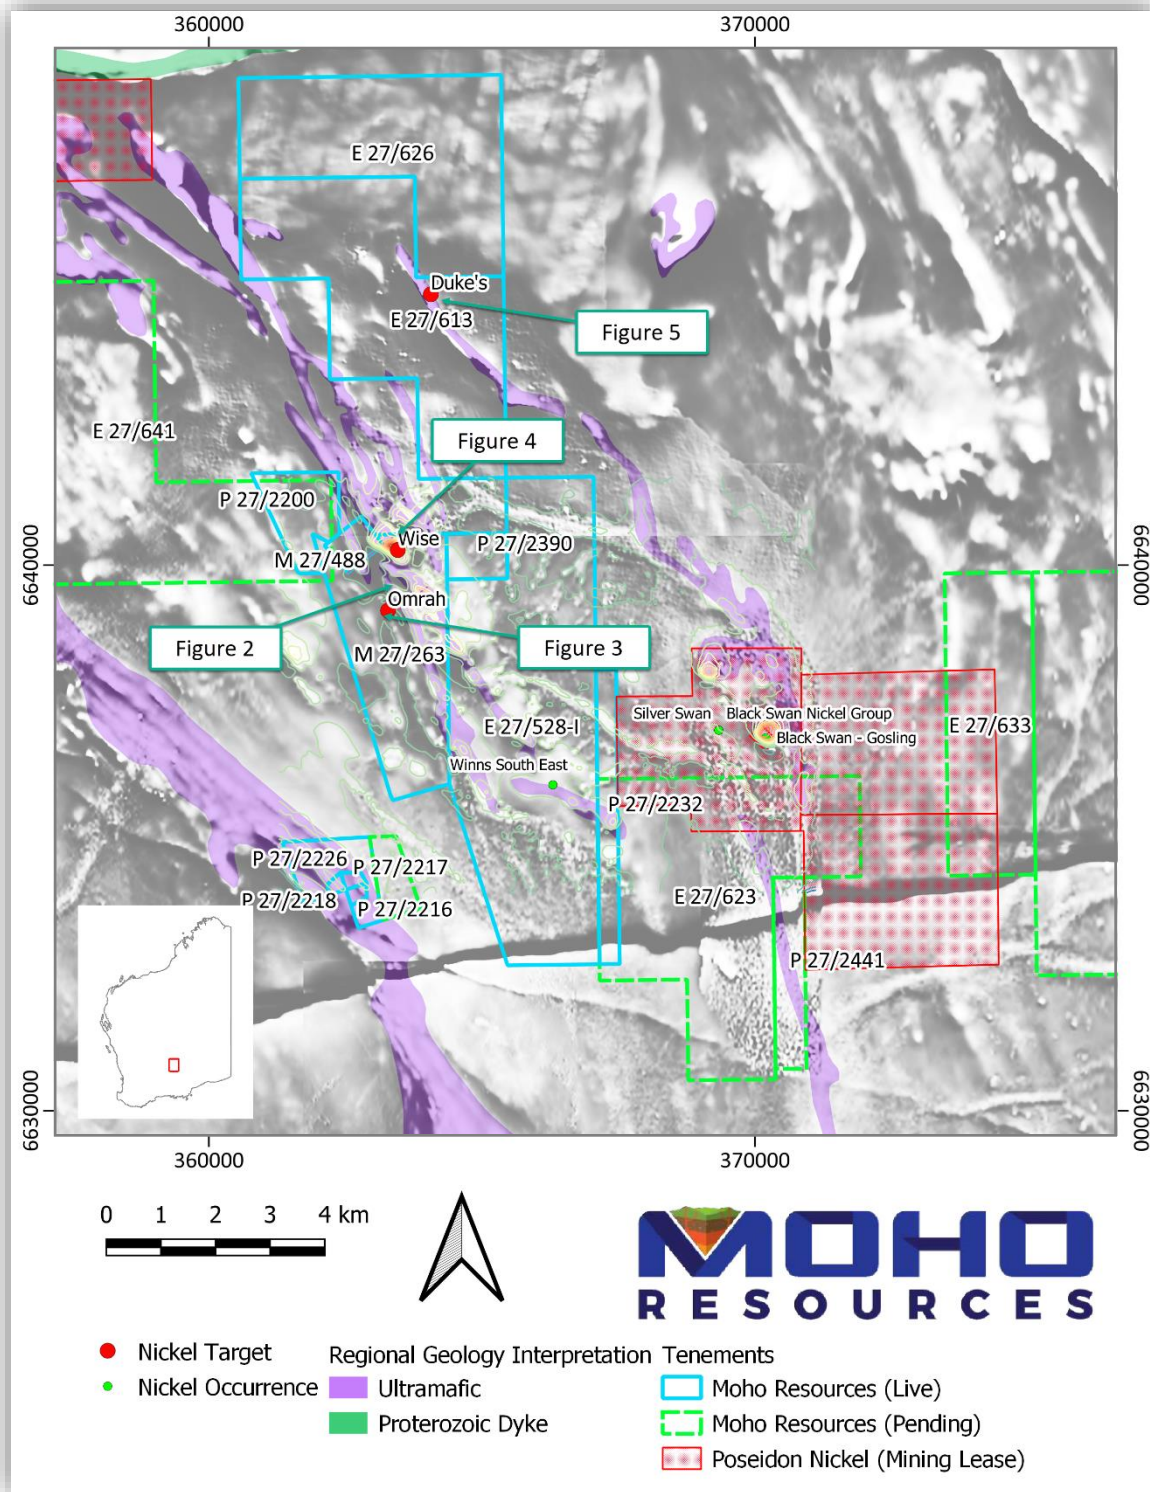 360000
370000
E 27/626
Duke's
E 27/613
Figure 5
E 27/641
Figure 4
P 27/2200
Wise
P 27/2390
M 27/488
6640000
6640000
Omrah
Figure 2
Figure 3
M 27/263
Silver Swan
Black Swan Nickel Group
E 27/528-I
E 27/633
Black Swan - Gosling
Winns South East
P 27/2232
P 27/2226
P 27/2217
P 27/2218
P 27/2216
E 27/623
P 27/2441
6630000
6630000
360000
370000
0 1 2 3 4 km
MOHO
RESOURCES
Nickel Target
Nickel Occurrence
Regional Geology Interpretation
Ultramafic
Proterozoic Dyke
Tenements
Moho Resources (Live)
Moho Resources (Pending)
Poseidon Nickel (Mining Lease)